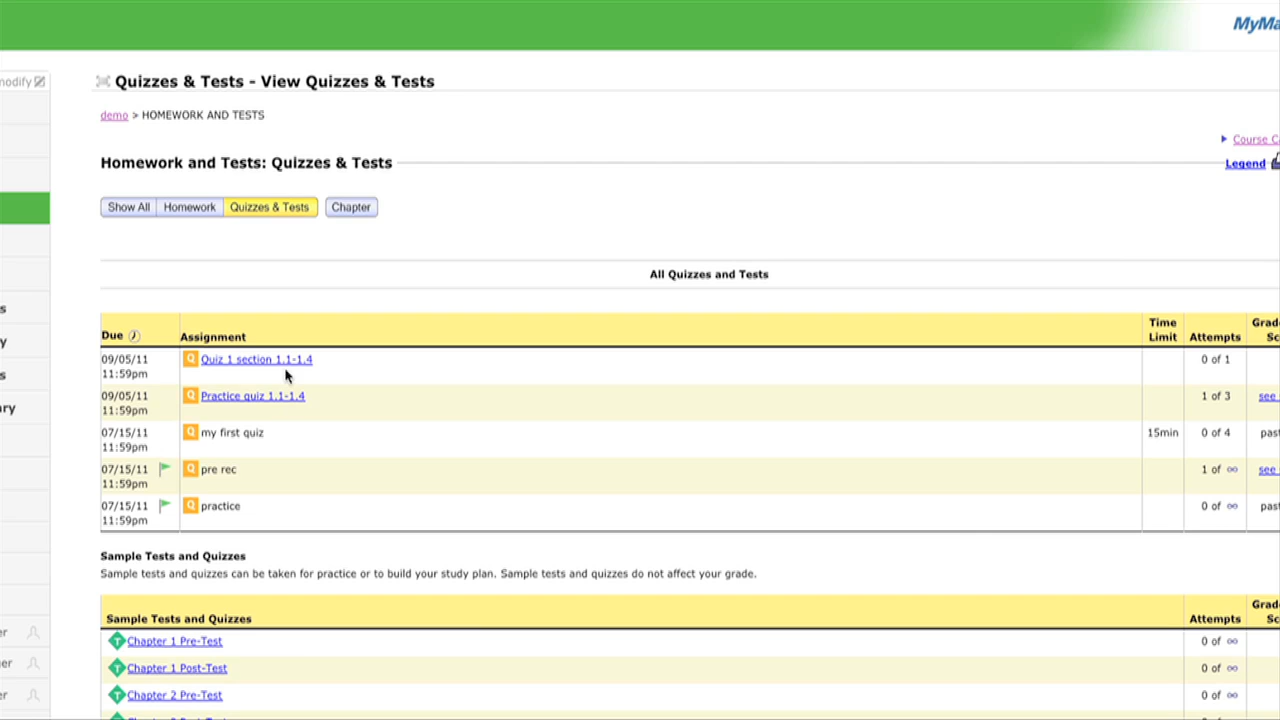 MyMa
modify
Quizzes & Tests - View Quizzes & Tests
demo > HOMEWORK AND TESTS
Course C
Homework and Tests: Quizzes & Tests
Legend
Show All Homework Quizzes & Tests Chapter
All Quizzes and Tests
Due Assignment Time Limit Attempts Grad Sc
09/05/11 Q Quiz 1 section 1.1-1.4 0 of 1
11:59pm
09/05/11 Q Practice quiz 1.1-1.4 1 of 3 see
11:59pm
07/15/11 Q my first quiz 15min 0 of 4 past
11:59pm
07/15/11 Q pre rec 1 of ∞ see
11:59pm
07/15/11 Q practice 0 of ∞ past
11:59pm
Sample Tests and Quizzes
Sample tests and quizzes can be taken for practice or to build your study plan. Sample tests and quizzes do not affect your grade.
Sample Tests and Quizzes Attempts Grad Sc
T Chapter 1 Pre-Test 0 of ∞
T Chapter 1 Post-Test 0 of ∞
T Chapter 2 Pre-Test 0 of ∞